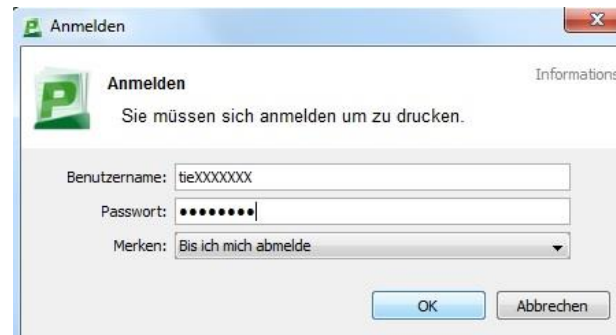 Anmelden
Anmelden
Informations
Sie müssen sich anmelden um zu drucken.
Benutzername: tieXXXXXXX
Passwort: ●●●●●●●●
Merken: Bis ich mich abmelde
OK Abbrechen